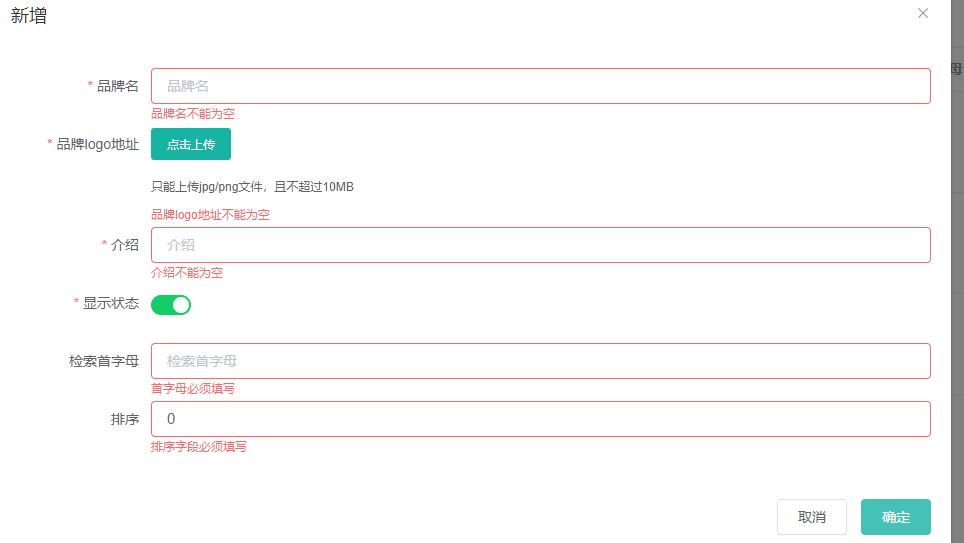 新增
母
* 品牌名
品牌名
品牌名不能为空
* 品牌logo地址
点击上传
只能上传jpg/png文件，且不超过10MB
品牌logo地址不能为空
* 介绍
介绍
介绍不能为空
* 显示状态
检索首字母
检索首字母
首字母必须填写
排序
0
排序字段必须填写
取消
确定